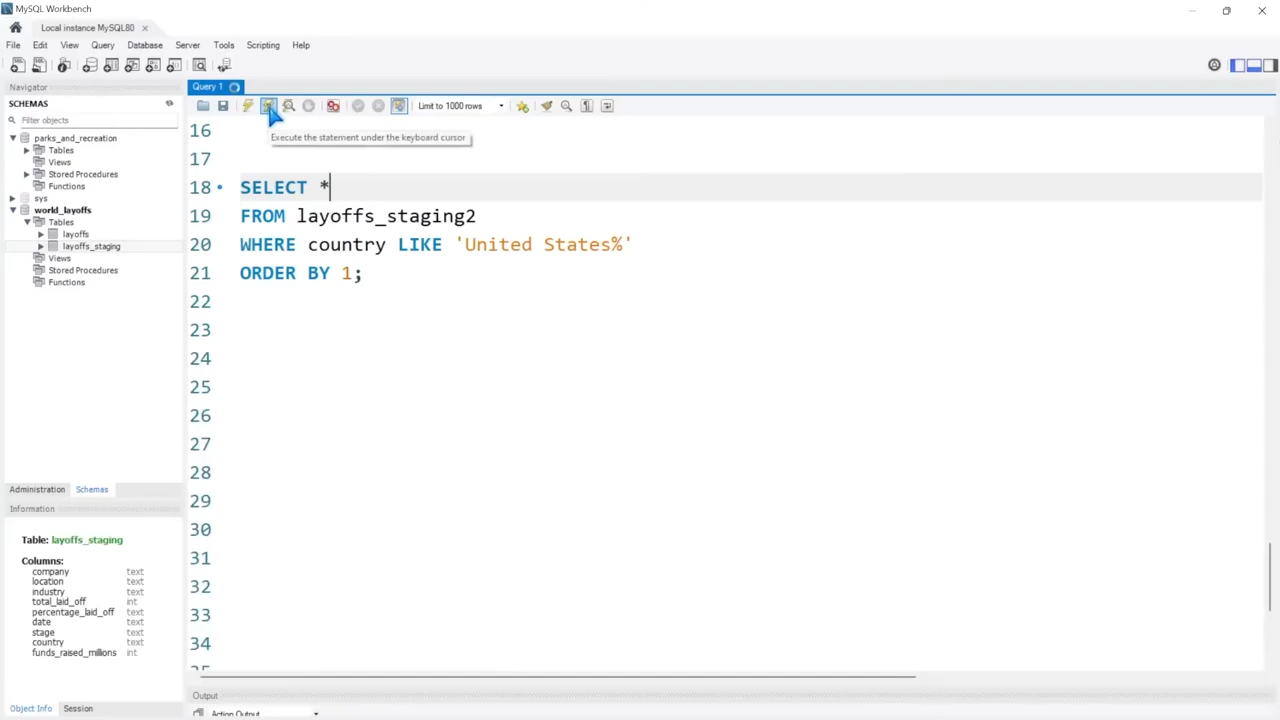 MySQL Workbench
Local instance MySQL80
File Edit View Query Database Server Tools Scripting Help
Navigator
SCHEMAS
Filter objects
parks_and_recreation
Tables
Views
Stored Procedures
Functions
sys
world_layoffs
Tables
layoffs
layoffs_staging
Views
Stored Procedures
Functions
Administration Schemas
Information
Table: layoffs_staging
Columns:
company text
location text
industry text
total_laid_off int
percentage_laid_off text
date text
stage text
country text
funds_raised_millions int
Object Info Session
Query 1
Limit to 1000 rows
Execute the statement under the keyboard cursor
16
17
18 SELECT *
19 FROM layoffs_staging2
20 WHERE country LIKE 'United States%'
21 ORDER BY 1;
22
23
24
25
26
27
28
29
30
31
32
33
34
35
Output
Action Output